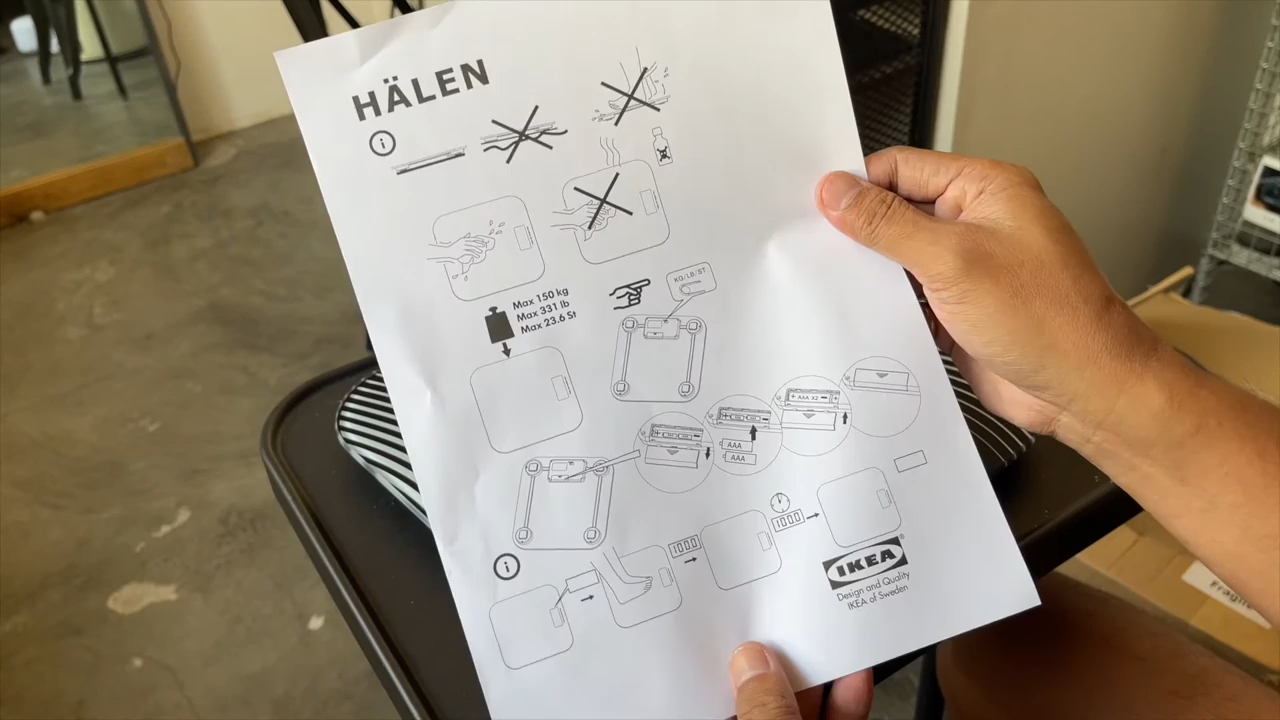 HÄLEN
i
Max 150 kg
Max 331 lb
Max 23.6 St
KG/LB/ST
AAA
AAA
AAA X2
i
1000
1000
IKEA®
Design and Quality
IKEA of Sweden
Fragile